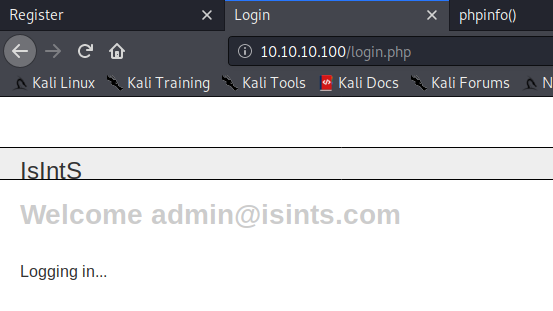 Register
Login
phpinfo()
10.10.10.100/login.php
Kali Linux Kali Training Kali Tools Kali Docs Kali Forums N
IsIntS
Welcome admin@isints.com
Logging in...